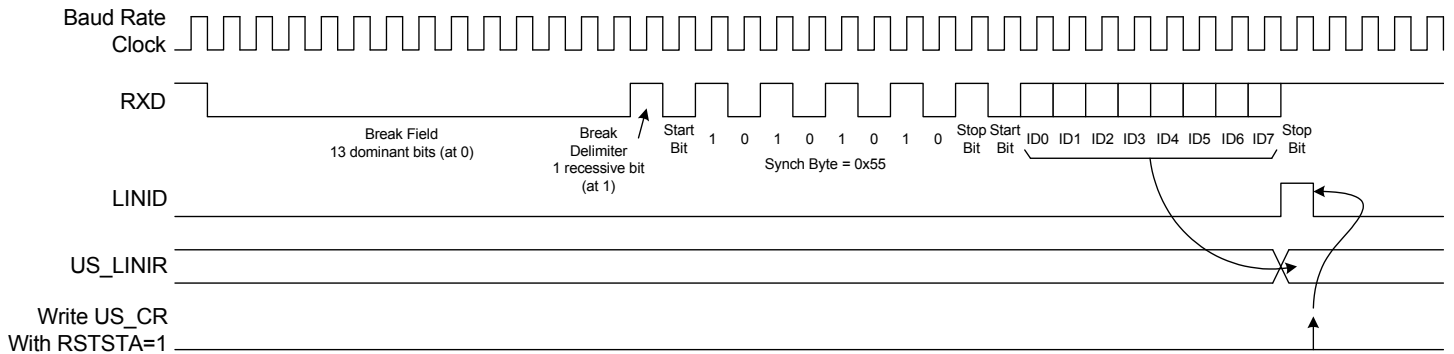 Baud Rate
Clock
RXD
Break Field
13 dominant bits (at 0)
Break
Delimiter
1 recessive bit
(at 1)
Start
Bit
1 0 1 0 1 0 1 0
Synch Byte = 0x55
Stop
Bit
Start
Bit
ID0 ID1 ID2 ID3 ID4 ID5 ID6 ID7
Stop
Bit
LINID
US_LINIR
Write US_CR
With RSTSTA=1